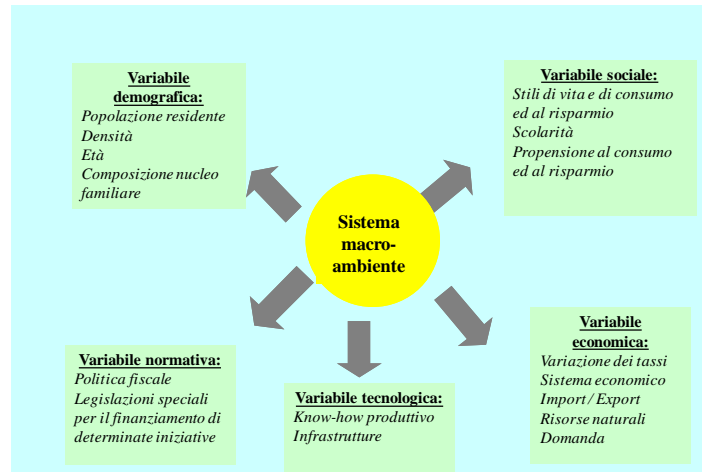 Variabile
demografica:
Popolazione residente
Densità
Età
Composizione nucleo
familiare
Variabile sociale:
Stili di vita e di consumo
ed al risparmio
Scolarità
Propensione al consumo
ed al risparmio
Sistema
macro-
ambiente
Variabile normativa:
Politica fiscale
Legislazioni speciali
per il finanziamento di
determinate iniziative
Variabile tecnologica:
Know-how produttivo
Infrastrutture
Variabile
economica:
Variazione dei tassi
Sistema economico
Import / Export
Risorse naturali
Domanda